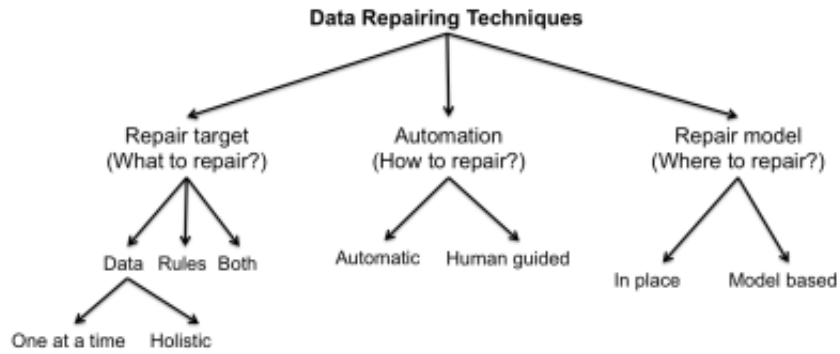 Data Repairing Techniques
Repair target
(What to repair?)
Automation
(How to repair?)
Repair model
(Where to repair?)
Data
Rules
Both
Automatic
Human guided
In place
Model based
One at a time
Holistic